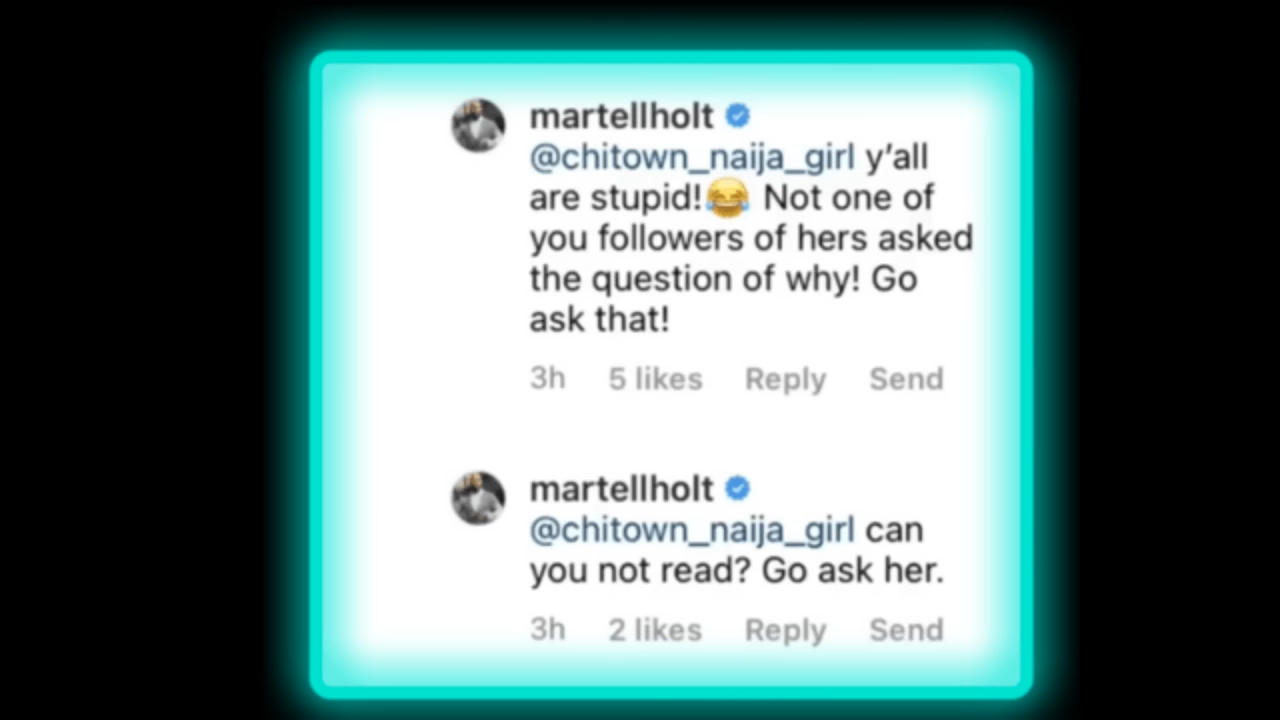 martellholt
@chitown_naija_girl y’all
are stupid!😂 Not one of
you followers of hers asked
the question of why! Go
ask that!
3h 5 likes Reply Send
martellholt
@chitown_naija_girl can
you not read? Go ask her.
3h 2 likes Reply Send